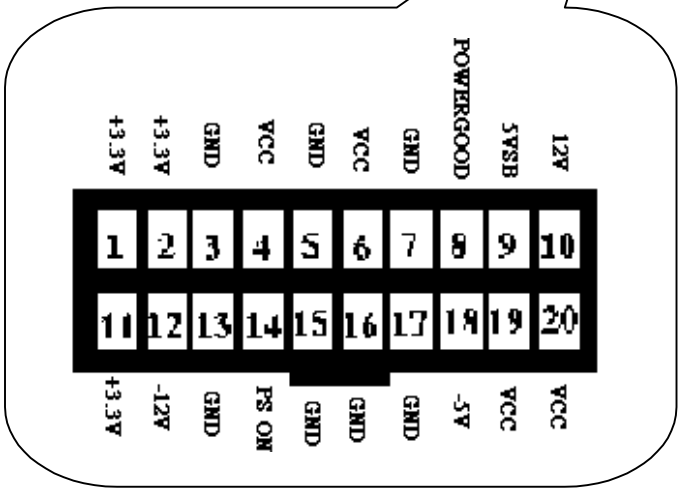 +3.3V +3.3V GND VCC GND VCC GND POWERGOOD 5VSB 12V
1 2 3 4 5 6 7 8 9 10
11 12 13 14 15 16 17 18 19 20
+3.3V -12V GND PS ON GND GND GND -5V VCC VCC